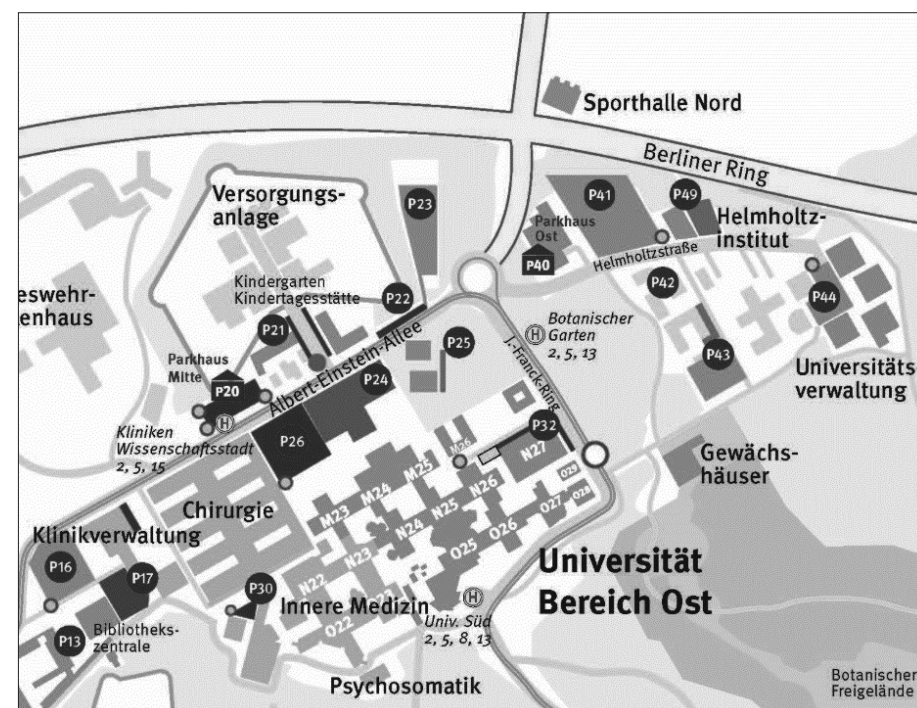 Sporthalle Nord
Berliner Ring
P41
P49
Versorgungs-
anlage
P23
Helmholtz-
institut
Parkhaus
Ost
P40
Helmholtzstraße
P42
P44
Kindergarten
Kindertagesstätte
P22
eswehr-
enhaus
P21
Botanischer
Garten
2, 5, 13
H
P25
J.-Franck-Ring
P43
Parkhaus
Mitte
P20
Albert-Einstein-Allee
P24
Universitäts
verwaltung
H
Kliniken
Wissenschaftsstadt
2, 5, 15
P26
P32
M26
N27
Gewächs-
häuser
M25
M24
M23
N26
N25
N24
N23
N22
O29
O28
O27
O26
O25
O22
Chirurgie
Klinikverwaltung
P16
P17
P30
Innere Medizin
H
Univ. Süd
2, 5, 8, 13
Universität
Bereich Ost
P13
Bibliotheks-
zentrale
Psychosomatik
Botanischer
Freigelände